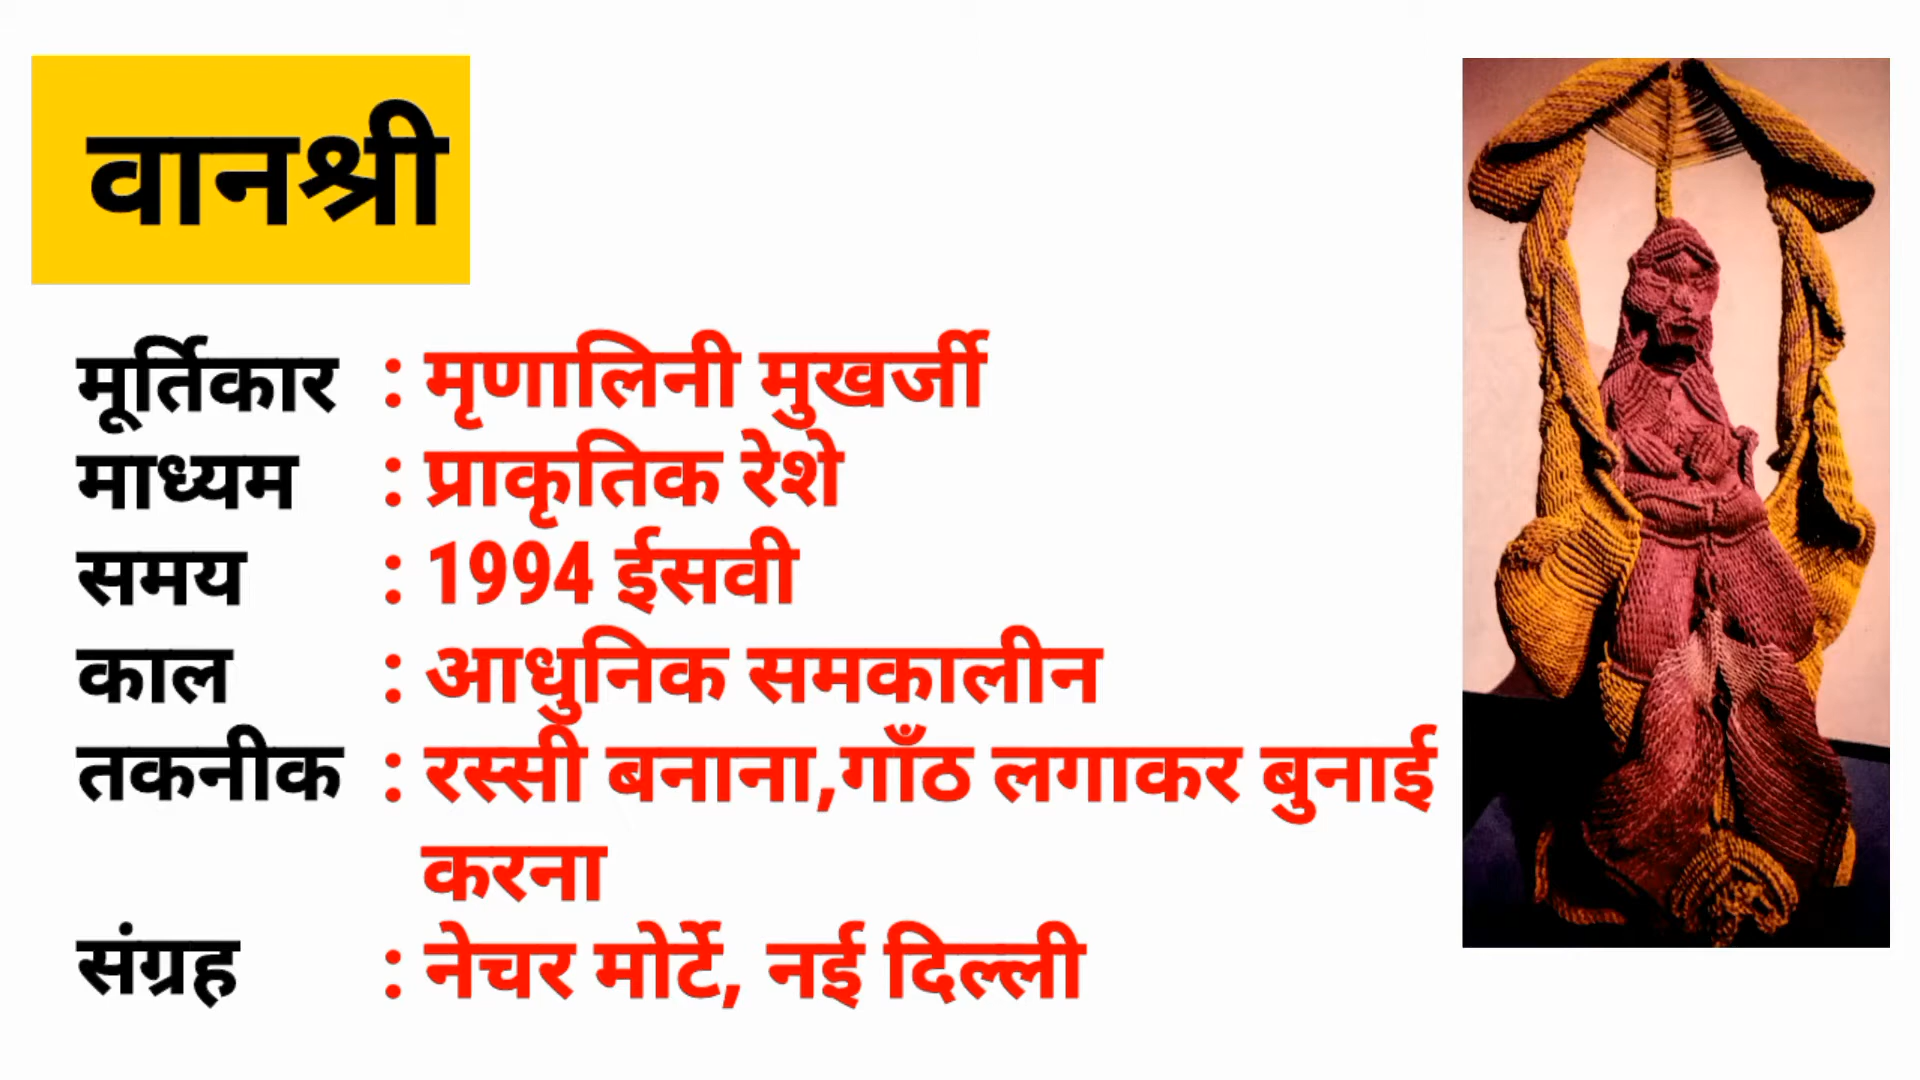 वानश्री
मूर्तिकार : मृणालिनी मुखर्जी
माध्यम : प्राकृतिक रेशे
समय : 1994 ईसवी
काल : आधुनिक समकालीन
तकनीक : रस्सी बनाना,गाँठ लगाकर बुनाई
करना
संग्रह : नेचर मोर्टे, नई दिल्ली